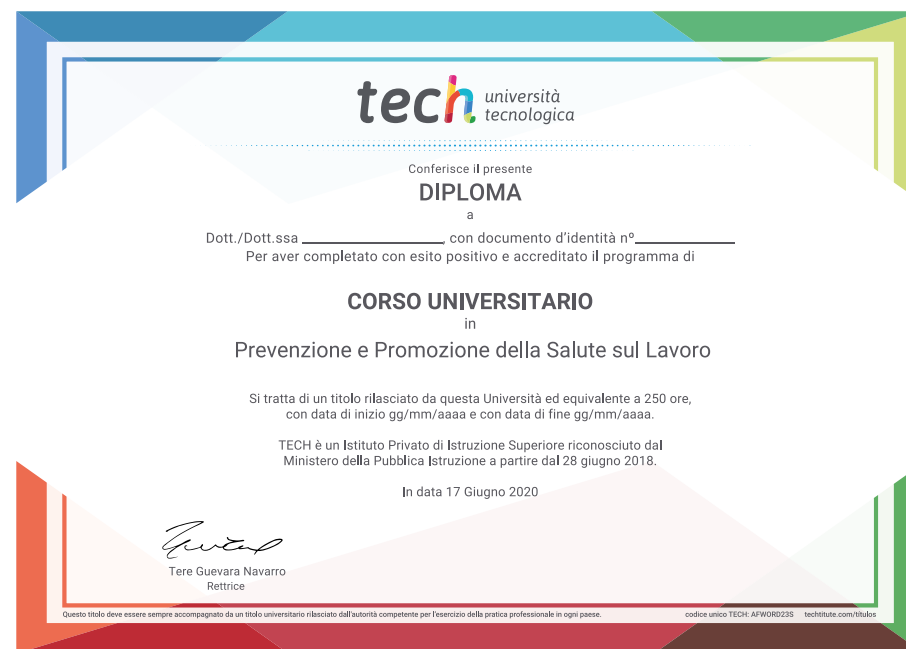 tech università
tecnologica
Conferisce il presente
DIPLOMA
a
Dott./Dott.ssa ____________________, con documento d'identità nº______________
Per aver completato con esito positivo e accreditato il programma di
CORSO UNIVERSITARIO
in
Prevenzione e Promozione della Salute sul Lavoro
Si tratta di un titolo rilasciato da questa Università ed equivalente a 250 ore,
con data di inizio gg/mm/aaaa e con data di fine gg/mm/aaaa.
TECH è un Istituto Privato di Istruzione Superiore riconosciuto dal
Ministero della Pubblica Istruzione a partire dal 28 giugno 2018.
In data 17 Giugno 2020
Tere Guevara Navarro
Rettrice
Questo titolo deve essere sempre accompagnato da un titolo universitario rilasciato dall'autorità competente per l'esercizio della pratica professionale in ogni paese. codice unico TECH: AFWORD23S techtitute.com/títulos